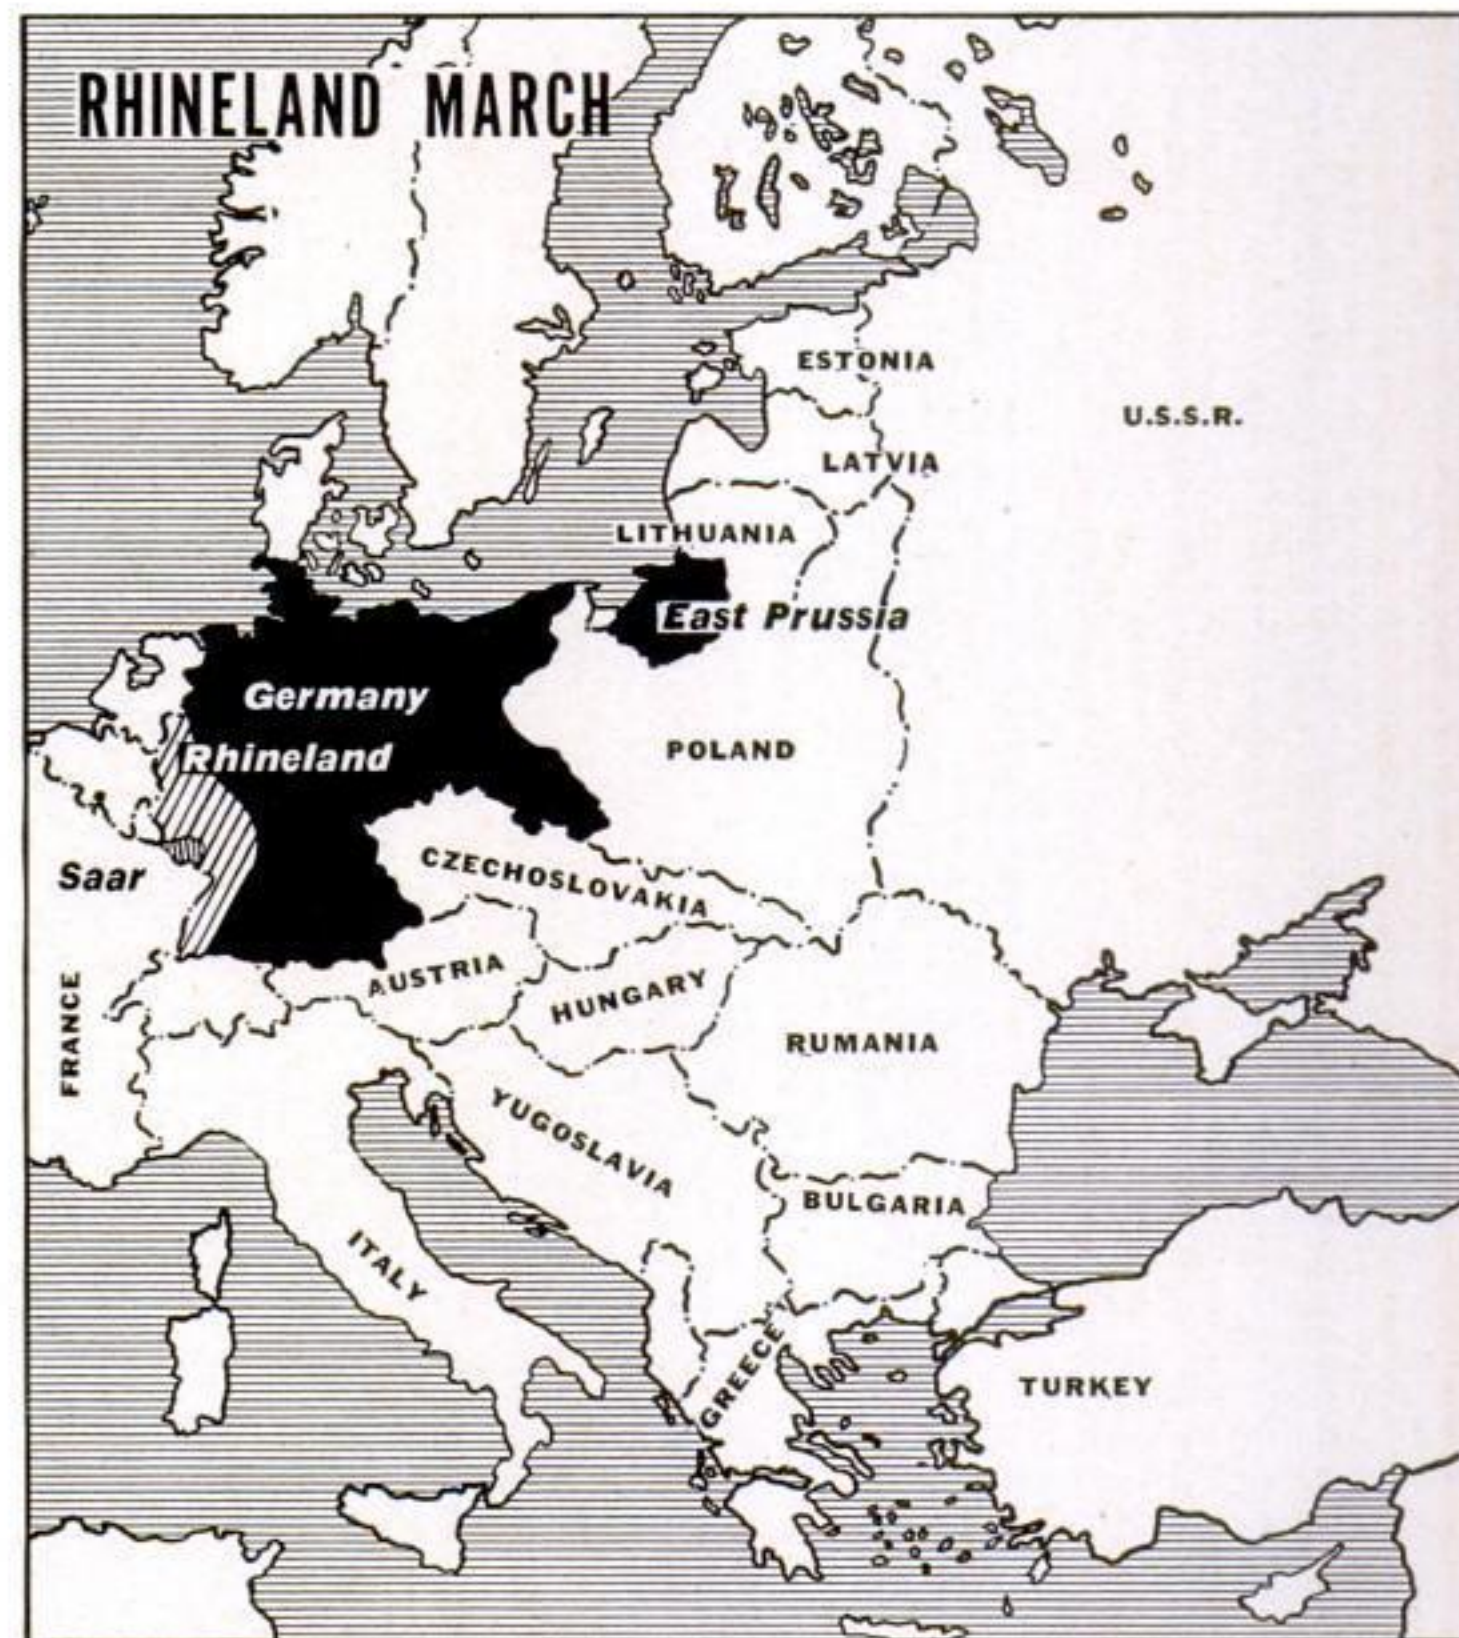 RHINELAND MARCH
ESTONIA
U.S.S.R.
LATVIA
LITHUANIA
East Prussia
Germany
POLAND
Rhineland
Saar
CZECHOSLOVAKIA
AUSTRIA
HUNGARY
FRANCE
RUMANIA
YUGOSLAVIA
BULGARIA
ITALY
GREECE
TURKEY